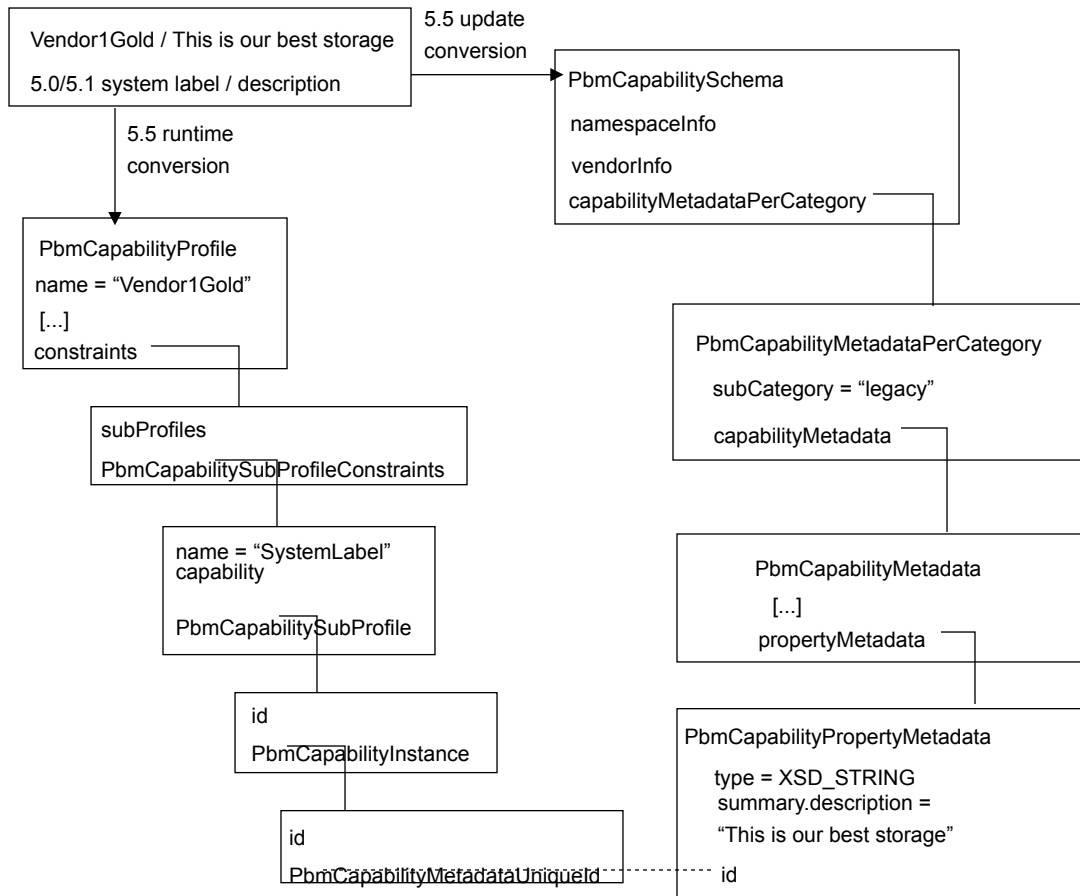 Vendor1Gold / This is our best storage
5.0/5.1 system label / description
5.5 update
conversion
5.5 runtime
conversion
PbmCapabilitySchema
namespaceInfo
vendorInfo
capabilityMetadataPerCategory
PbmCapabilityProfile
name = “Vendor1Gold”
[...]
constraints
subProfiles
PbmCapabilitySubProfileConstraints
name = “SystemLabel”
capability
PbmCapabilitySubProfile
id
PbmCapabilityInstance
id
PbmCapabilityMetadataUniqueId
PbmCapabilityMetadataPerCategory
subCategory = “legacy”
capabilityMetadata
PbmCapabilityMetadata
[...]
propertyMetadata
PbmCapabilityPropertyMetadata
type = XSD_STRING
summary.description =
“This is our best storage”
id